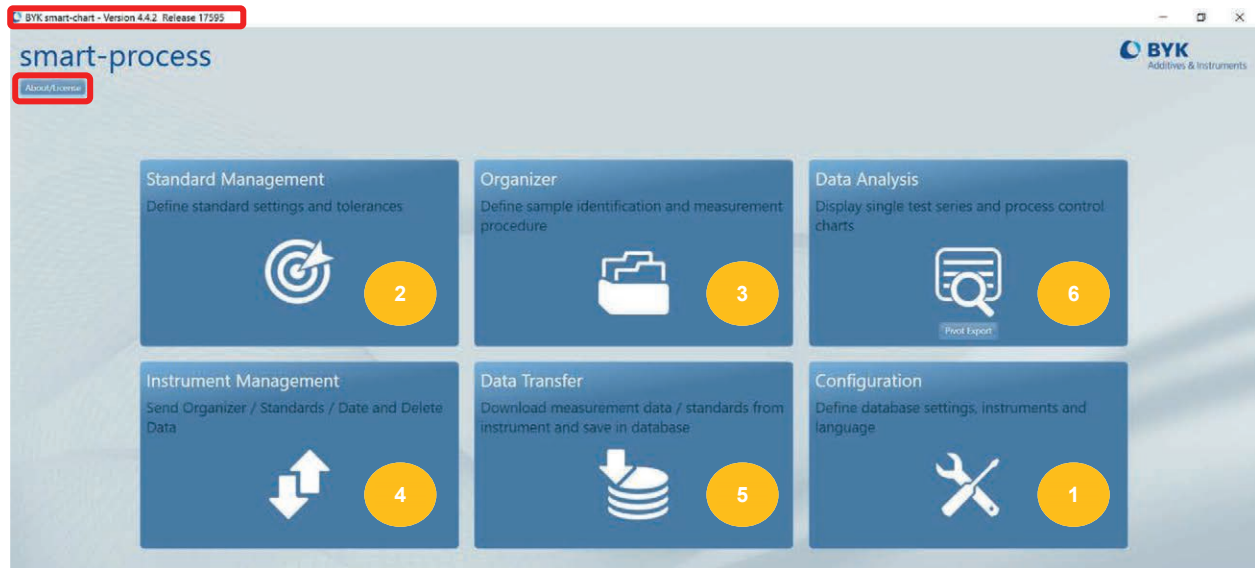 BYK smart-chart - Version 4.4.2 Release 17595
smart-process
BYK
Additives & Instruments
About/License
Standard Management
Define standard settings and tolerances
2
Organizer
Define sample identification and measurement
procedure
3
Data Analysis
Display single test series and process control
charts
6
Pivot Export
Instrument Management
Send Organizer / Standards / Date and Delete
Data
4
Data Transfer
Download measurement data / standards from
instrument and save in database
5
Configuration
Define database settings, instruments and
language
1